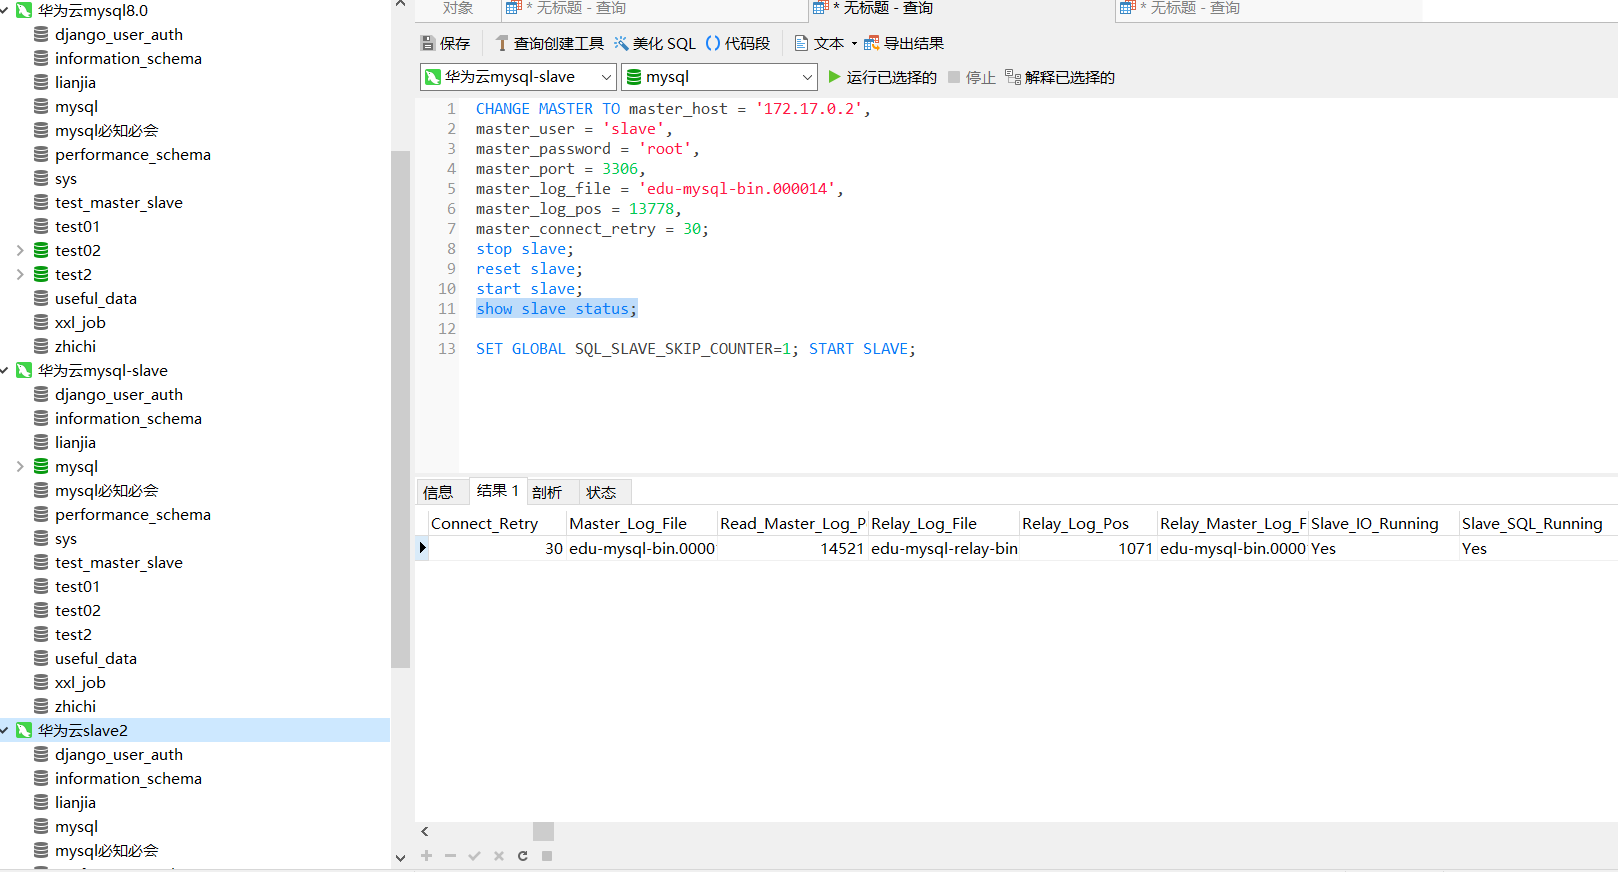 华为云mysql8.0
django_user_auth
information_schema
lianjia
mysql
mysql必知必会
performance_schema
sys
test_master_slave
test01
test02
test2
useful_data
xxl_job
zhichi
华为云mysql-slave
django_user_auth
information_schema
lianjia
mysql
mysql必知必会
performance_schema
sys
test_master_slave
test01
test02
test2
useful_data
xxl_job
zhichi
华为云slave2
django_user_auth
information_schema
lianjia
mysql
mysql必知必会
对象 * 无标题 - 查询 * 无标题 - 查询 * 无标题 - 查询
保存 查询创建工具 美化 SQL () 代码段 文本 导出结果
华为云mysql-slave mysql 运行已选择的 停止 解释已选择的
1 CHANGE MASTER TO master_host = '172.17.0.2',
2 master_user = 'slave',
3 master_password = 'root',
4 master_port = 3306,
5 master_log_file = 'edu-mysql-bin.000014',
6 master_log_pos = 13778,
7 master_connect_retry = 30;
8 stop slave;
9 reset slave;
10 start slave;
11 show slave status;
12
13 SET GLOBAL SQL_SLAVE_SKIP_COUNTER=1; START SLAVE;
信息 结果 1 剖析 状态
Connect_Retry Master_Log_File Read_Master_Log_P Relay_Log_File Relay_Log_Pos Relay_Master_Log_F Slave_IO_Running Slave_SQL_Running
30 edu-mysql-bin.0000 14521 edu-mysql-relay-bin 1071 edu-mysql-bin.0000 Yes Yes